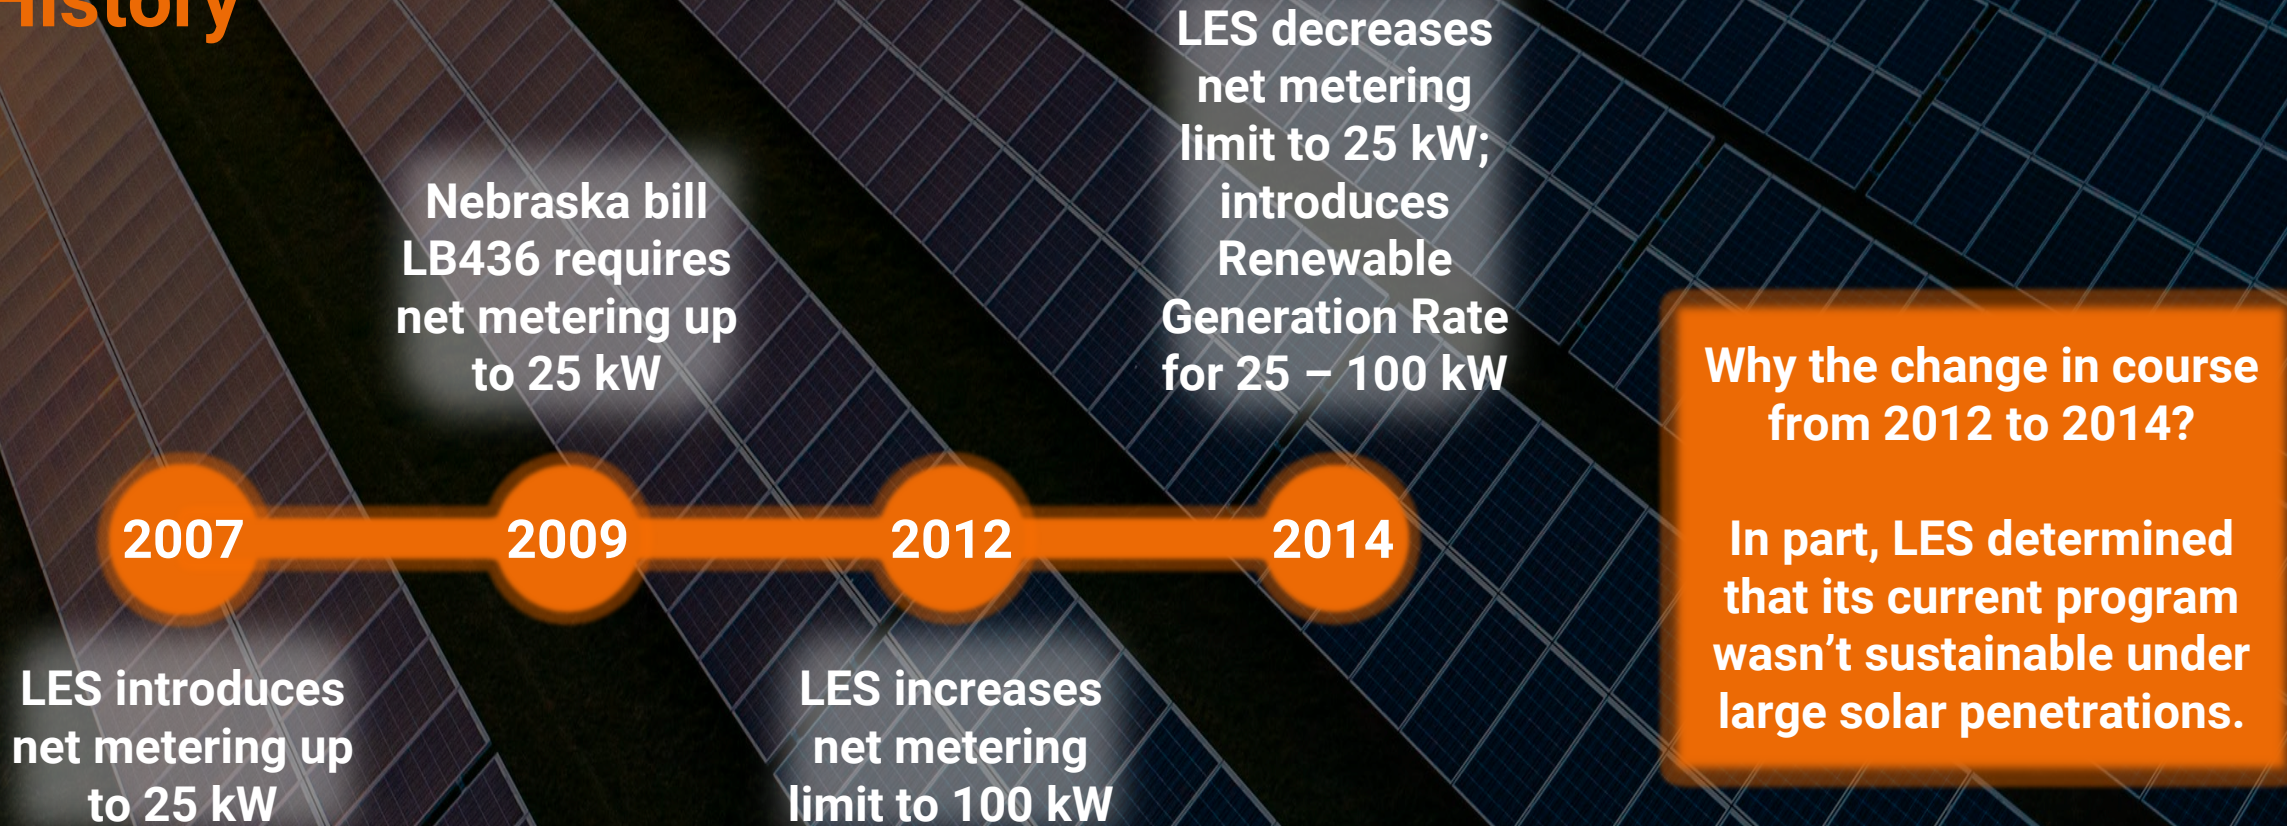 History
LES decreases
net metering
limit to 25 kW;
introduces
Renewable
Generation Rate
for 25 – 100 kW
Nebraska bill
LB436 requires
net metering up
to 25 kW
2007
2009
2012
2014
LES introduces
net metering up
to 25 kW
LES increases
net metering
limit to 100 kW
Why the change in course
from 2012 to 2014?
In part, LES determined
that its current program
wasn’t sustainable under
large solar penetrations.